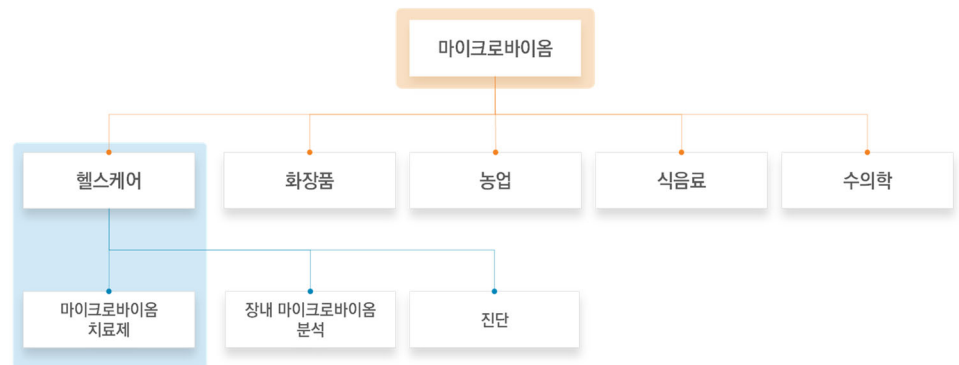 마이크로바이옴
헬스케어
화장품
농업
식음료
수의학
마이크로바이옴
치료제
장내 마이크로바이옴
분석
진단